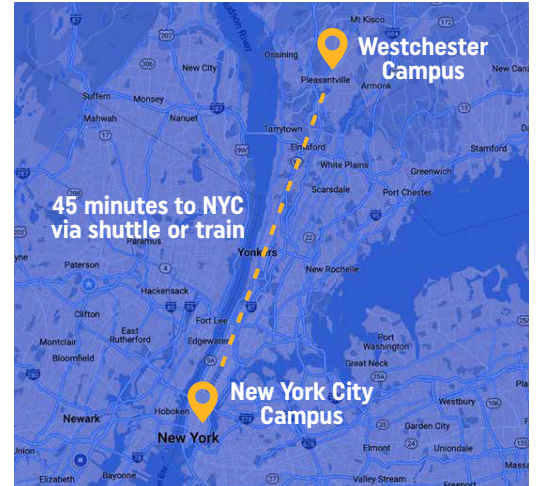 Mt Kisco
Ossining
Westchester
Campus
New City
Pleasantville
Armonk
New Cana
Suffern
Monsey
Mahwah
Nanuet
Tarrytown
Elmsford
Stamford
White Plains
Greenwich
Scarsdale
Port Chester
45 minutes to NYC
via shuttle or train
Paramus
Yonkers
Paterson
New Rochelle
Hackensack
Clifton
Fort Lee
East
Rutherford
Montclair
Edgewater
Port
Washington
Bloomfield
Great Neck
New York City
Campus
Hoboken
Westbury
Newark
New York
Garden City
Union
Elmont
Uniondale
Elizabeth
Bayonne
Valley Stream
Freeport
Hudson River